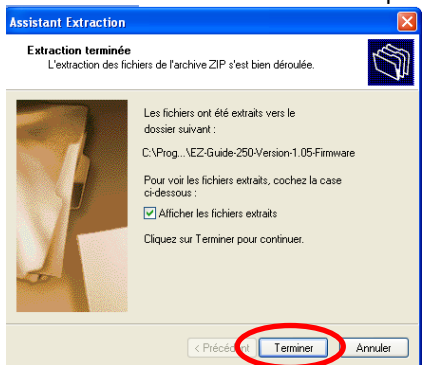 Assistant Extraction
Extraction terminée
L'extraction des fichiers de l'archive ZIP s'est bien déroulée.
Les fichiers ont été extraits vers le
dossier suivant :
C:\Prog...\EZ-Guide-250-Version-1.05-Firmware
Pour voir les fichiers extraits, cochez la case
ci-dessous :
Afficher les fichiers extraits
Cliquez sur Terminer pour continuer.
< Précédent Terminer Annuler